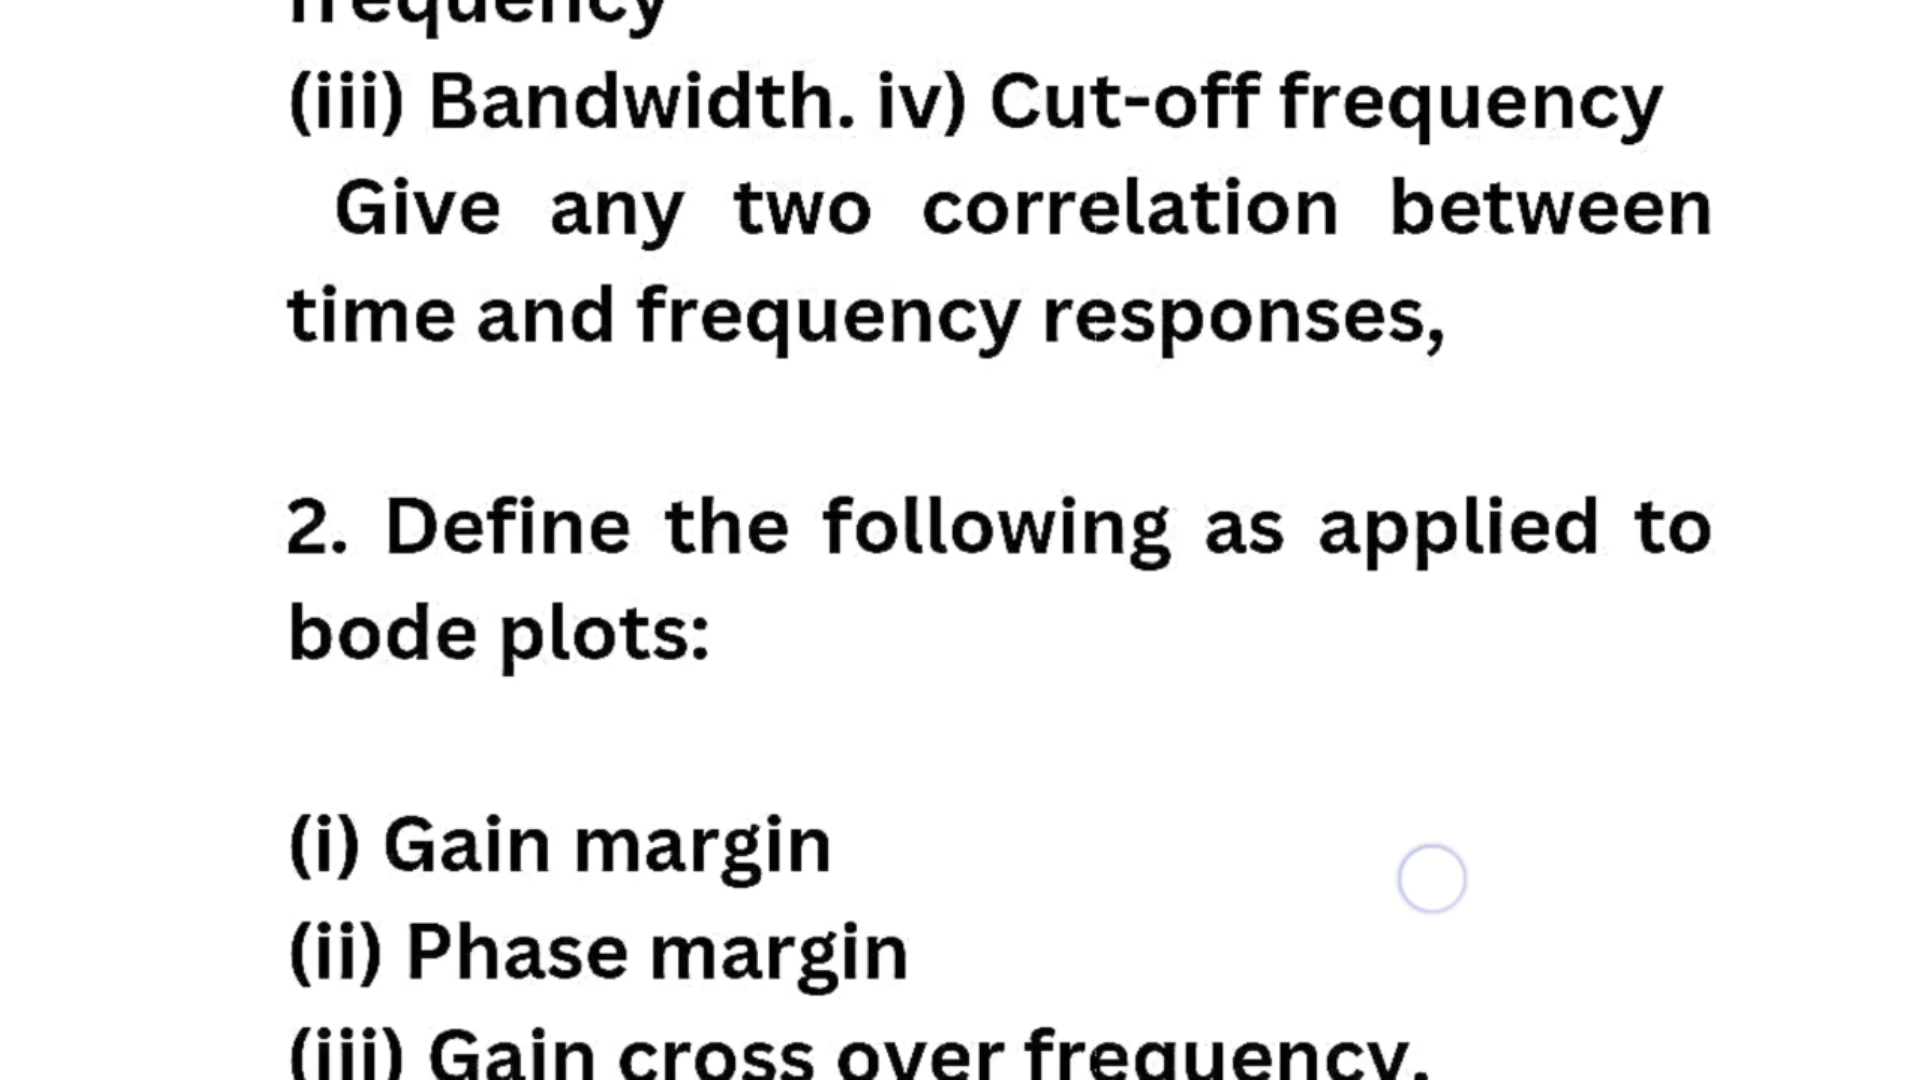 frequency
(iii) Bandwidth. iv) Cut-off frequency
Give any two correlation between
time and frequency responses,
2. Define the following as applied to
bode plots:
(i) Gain margin
(ii) Phase margin
(iii) Gain cross over frequency.